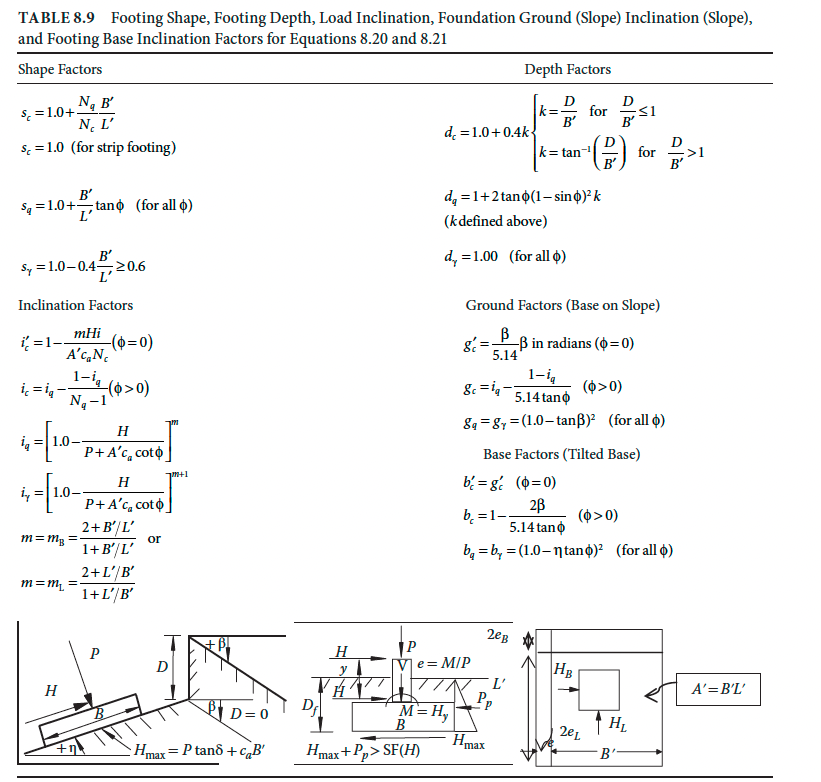 TABLE 8.9 Footing Shape, Footing Depth, Load Inclination, Foundation Ground (Slope) Inclination (Slope),
and Footing Base Inclination Factors for Equations 8.20 and 8.21
Shape Factors
s_c = 1.0 + N_q/N_c B′/L′
s_c = 1.0 (for strip footing)
s_q = 1.0 + B′/L′ tan ϕ (for all ϕ)
s_γ = 1.0 – 0.4 B′/L′ ≥ 0.6
Depth Factors
d_c = 1.0 + 0.4k { k = D/B′ for D/B′ ≤ 1
k = tan⁻¹(D/B′) for D/B′ > 1
d_q = 1 + 2 tan ϕ(1 – sin ϕ)² k
(k defined above)
d_γ = 1.00 (for all ϕ)
Inclination Factors
i′_c = 1 – mHi/A′c_aN_c (ϕ = 0)
i_c = i_q – 1 – i_q/N_q – 1 (ϕ > 0)
i_q = [1.0 – H/P + A′c_a cot ϕ]^m
i_γ = [1.0 – H/P + A′c_a cot ϕ]^m+1
m = m_B = 2 + B′/L′ / 1 + B′/L′ or
m = m_L = 2 + L′/B′ / 1 + L′/B′
Ground Factors (Base on Slope)
g′_c = β/5.14 β in radians (ϕ = 0)
g_c = i_q – 1 – i_q/5.14 tan ϕ (ϕ > 0)
g_q = g_γ = (1.0 – tan β)² (for all ϕ)
Base Factors (Tilted Base)
b′_c = g′_c (ϕ = 0)
b_c = 1 – 2β/5.14 tan ϕ (ϕ > 0)
b_q = b_γ = (1.0 – η tan ϕ)² (for all ϕ)
P
H
B
+η
D
+β
β
D = 0
H_max = P tan δ + c_aB′
H
y
H
P
V
e = M/P
D_f
M = H_y
B
L′
P_p
H_max
H_max + P_p > SF(H)
2e_B
H_B
2e_L
H_L
B′
A′ = B′L′